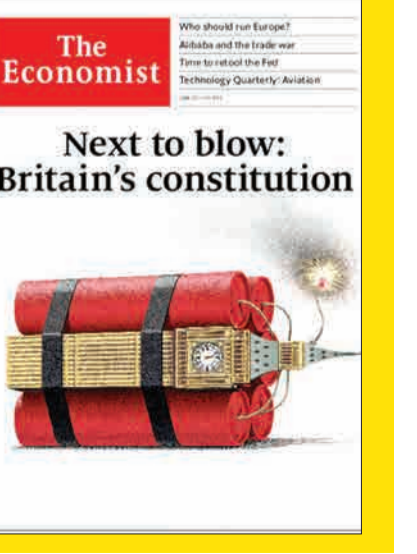 The
Economist
Who should run Europe?
Alibaba and the trade war
Time to retool the Fed
Technology Quarterly: Aviation
Next to blow:
Britain's constitution